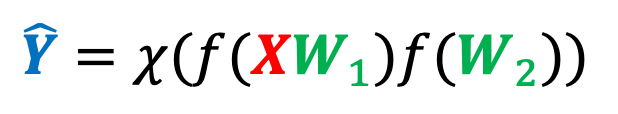 Ŷ = χ(f(XW₁)f(W₂))